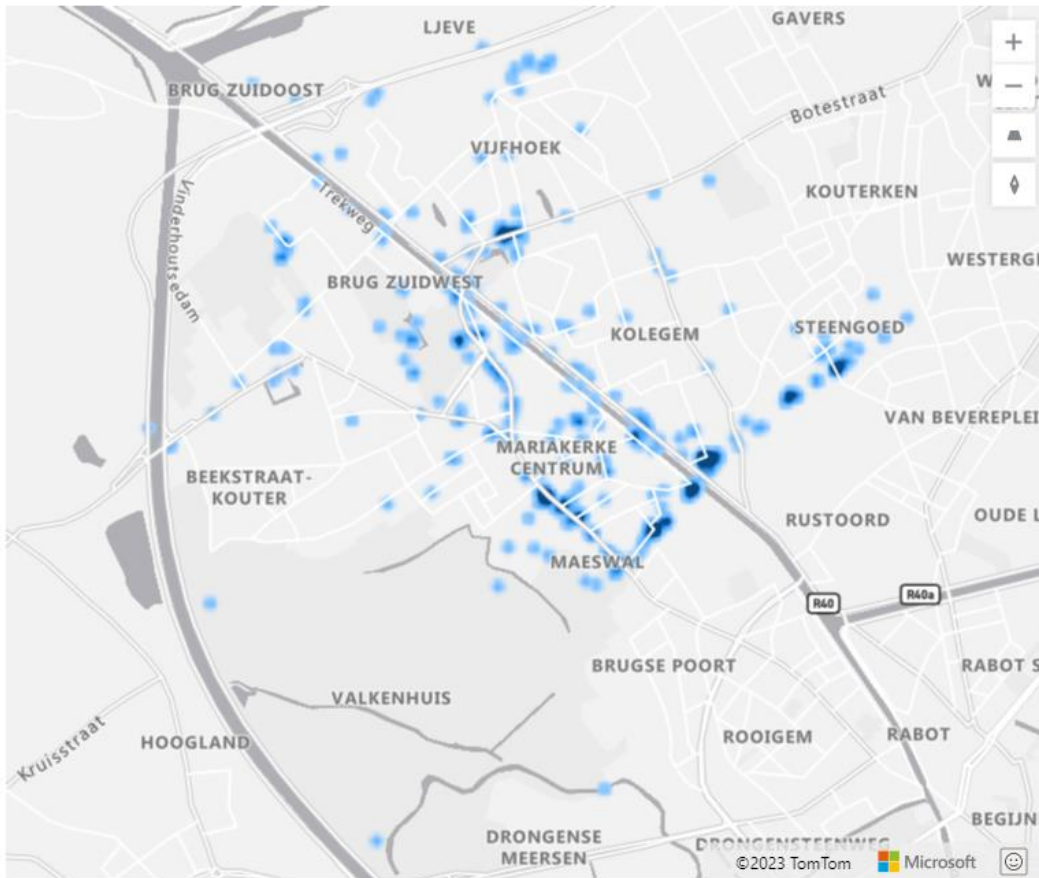 GAVERS
LJEVE
BRUG ZUIDOOST
Botestraat
VIJFHOEK
KOUTERKEN
Trekweg
Vinderhoutsedam
WESTERGE
BRUG ZUIDWEST
KOLEGEM
STEENGOED
VAN BEVEREPLEI
MARIAKERKE
CENTRUM
BEEKSTRAAT-
KOUTER
RUSTOORD
OUDE L
MAESWAL
R40
R40a
BRUGSE POORT
RABOT S
VALKENHUIS
HOOGLAND
ROOIGEM
RABOT
Kruisstraat
BEGIJN
DRONGENSE
MEERSEN
DRONGENSTEENWEG
©2023 TomTom
Microsoft